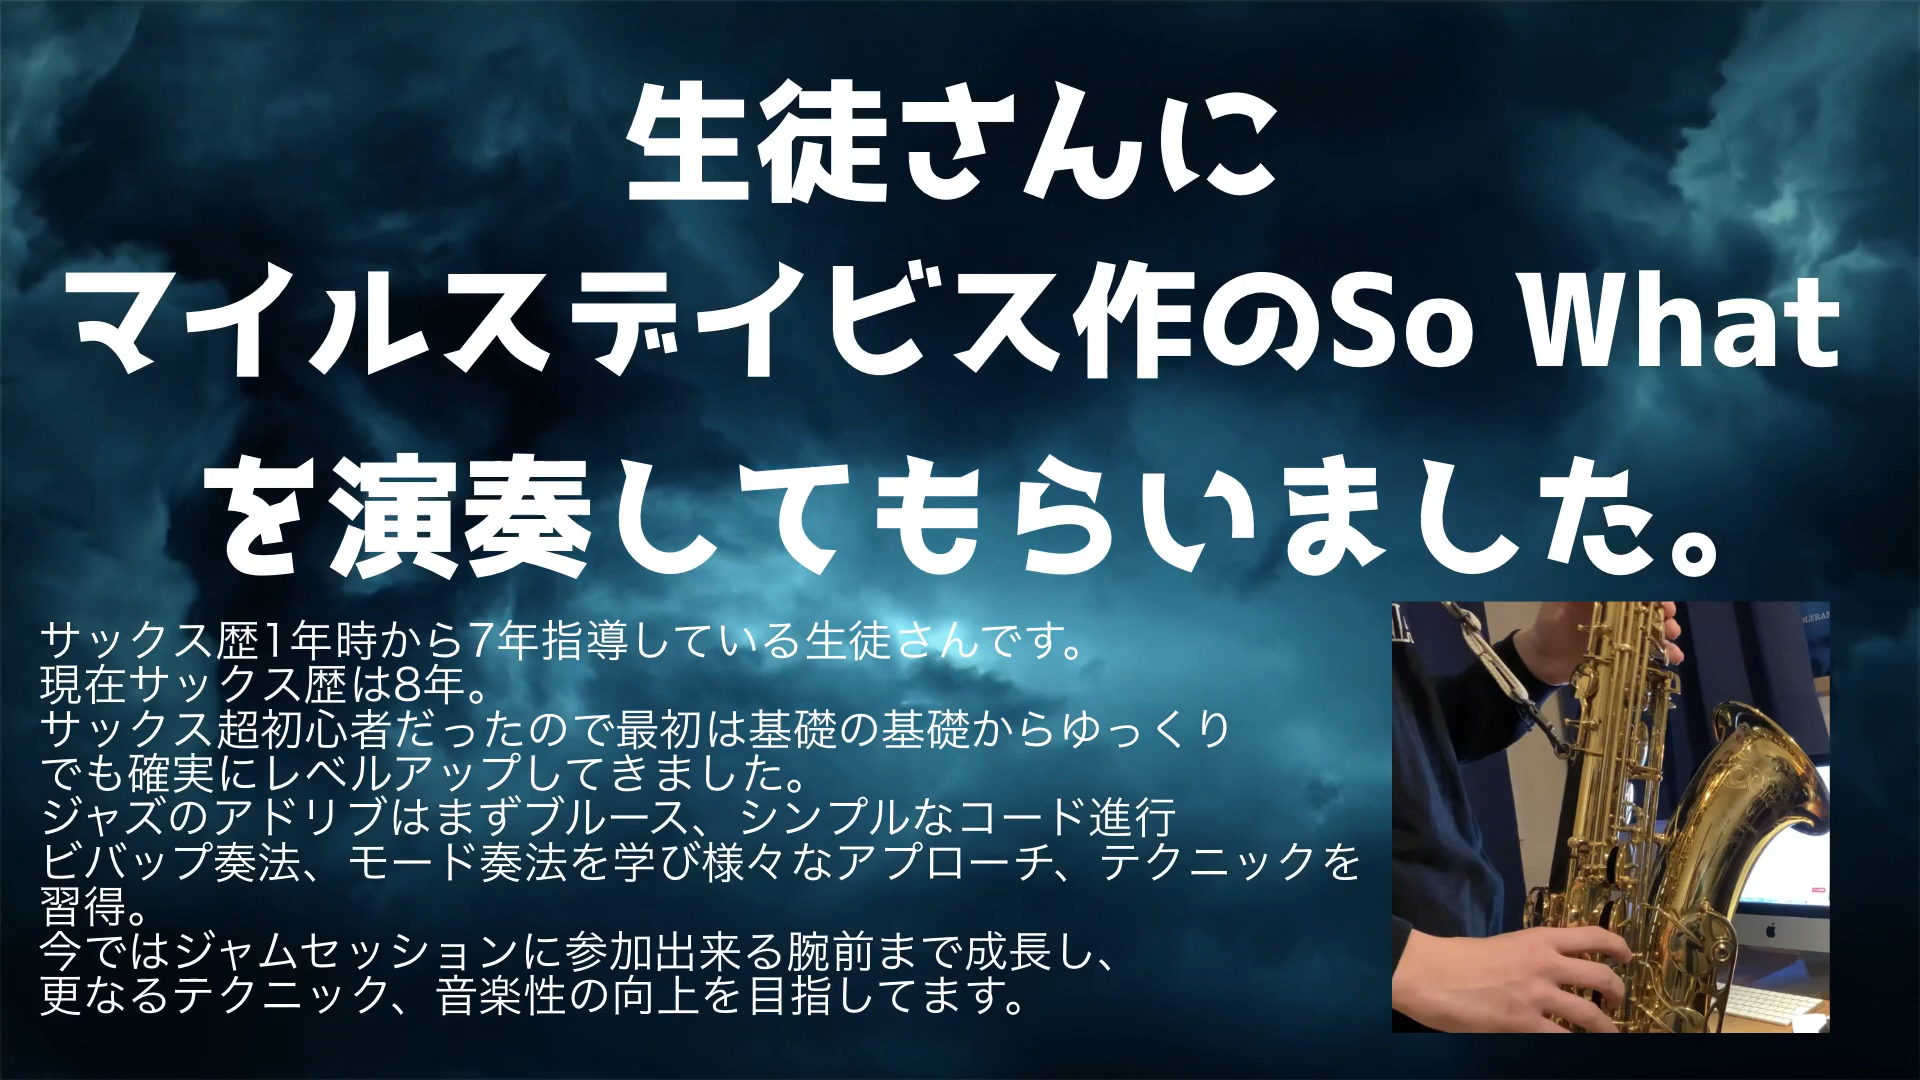 生徒さんに
マイルスデイビス作のSo What
を演奏してもらいました。
サックス歴1年時から7年指導している生徒さんです。
現在サックス歴は8年。
サックス超初心者だったので最初は基礎の基礎からゆっくり
でも確実にレベルアップしてきました。
ジャズのアドリブはまずブルース、シンプルなコード進行
ビバップ奏法、モード奏法を学び様々なアプローチ、テクニックを
習得。
今ではジャムセッションに参加出来る腕前まで成長し、
更なるテクニック、音楽性の向上を目指してます。